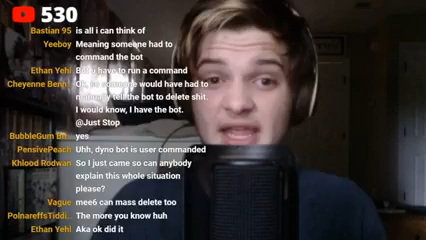 530
Bastian 95 is all i can think of
Yeeboy Meaning someone had to
command the bot
Ethan Yehl have to run a command
Cheyenne someone would have had to
tell the bot to delete shit.
I would know, I have the bot.
@Just Stop
BubbleGum yes
PensivePeach Uhh, dyno bot is user commanded
Khlood Rodwan So I just came so can anybody
explain this whole situation
please?
Vague mee6 can mass delete too
PolnareffsTiddi.. The more you know huh
Ethan Yehl Aka ok did it